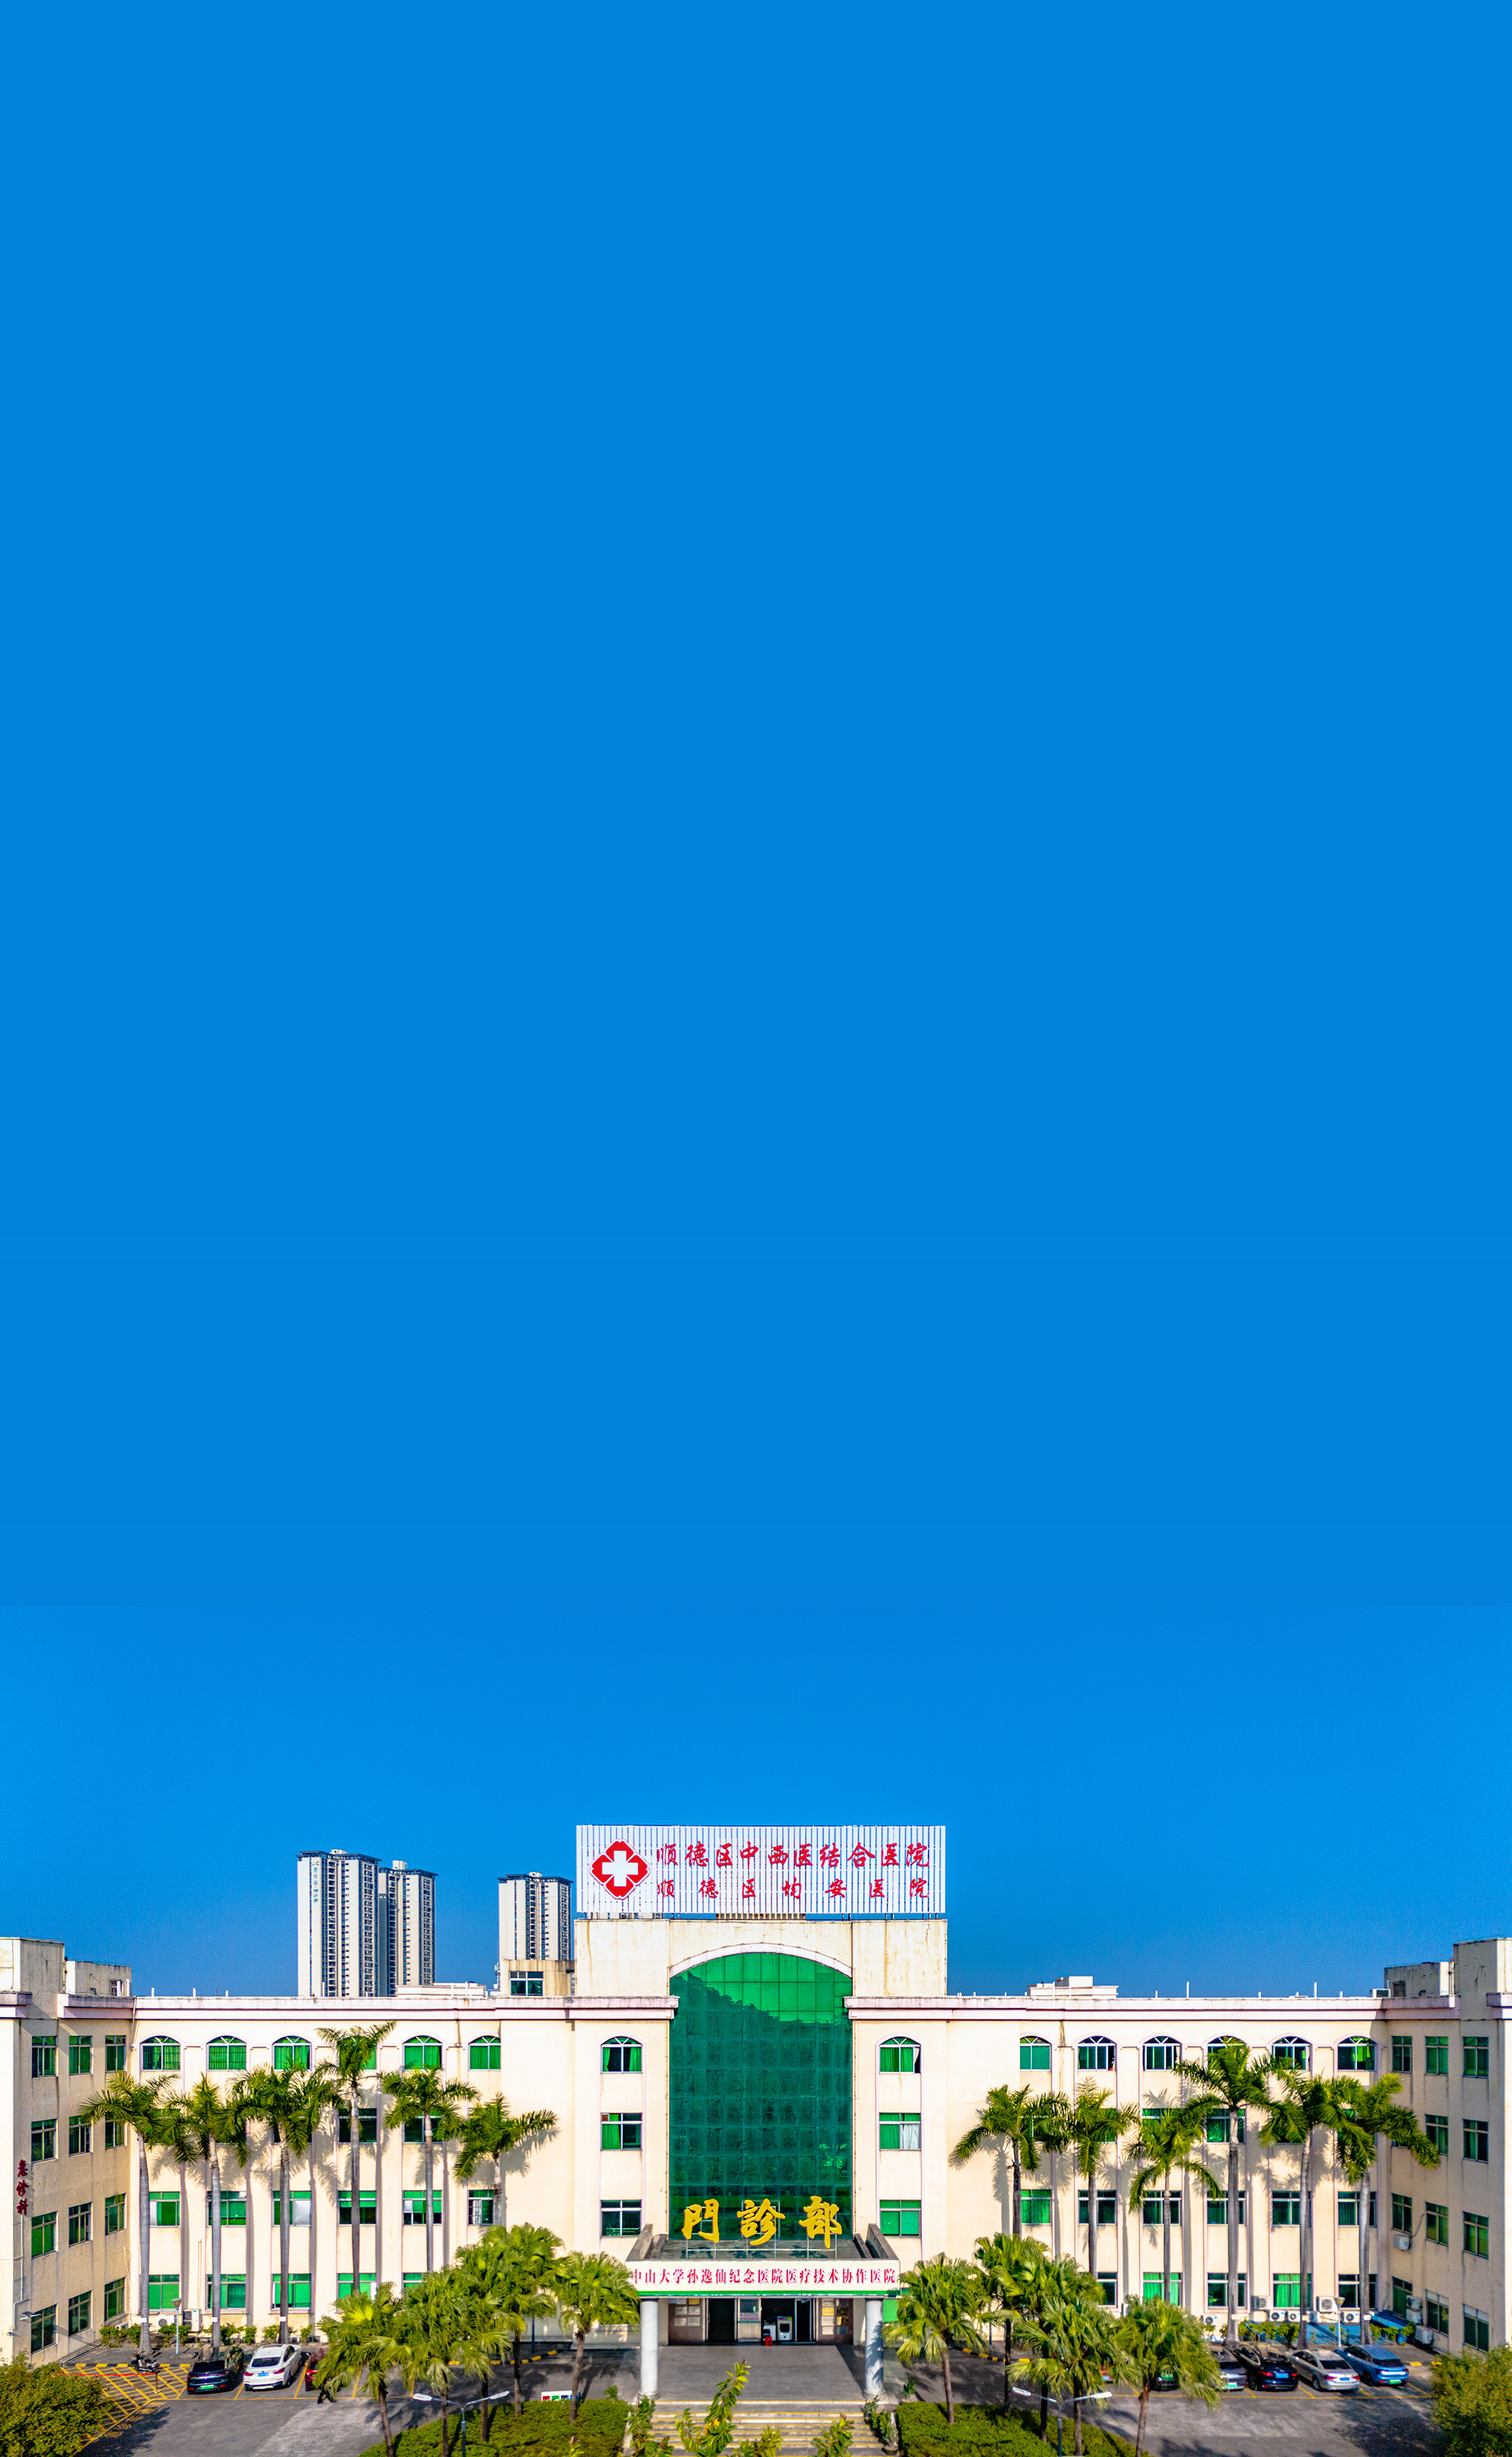 顺德区中西医结合医院
顺德区均安医院
急诊科
門診部
中山大学孙逸仙纪念医院医疗技术协作医院